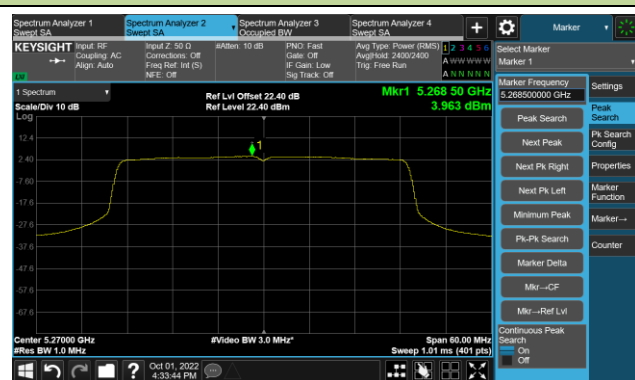 Spectrum Analyzer 1
Swept SA
Spectrum Analyzer 2
Swept SA
Spectrum Analyzer 3
Occupied BW
Spectrum Analyzer 4
Swept SA
+
Marker
KEYSIGHT
Input: RF
Coupling: AC
Align: Auto
Input Z: 50 Ω
Corrections: Off
Freq Ref: Int (S)
NFE: Off
#Atten: 10 dB
PNO: Fast
Gate: Off
IF Gain: Low
Sig Track: Off
Avg Type: Power (RMS)
Avg|Hold: 2400/2400
Trig: Free Run
1 2 3 4 5 6
A W W W W W
A N N N N N
LXI
Select Marker
Marker 1
1 Spectrum
Scale/Div 10 dB
Log
Ref Lvl Offset 22.40 dB
Ref Level 22.40 dBm
Mkr1 5.268 50 GHz
3.963 dBm
1
12.4
2.40
-7.60
-17.6
-27.6
-37.6
-47.6
-57.6
-67.6
Center 5.27000 GHz
#Res BW 1.0 MHz
#Video BW 3.0 MHz*
Span 60.00 MHz
Sweep 1.01 ms (401 pts)
Marker Frequency
5.268500000 GHz
Peak Search
Next Peak
Next Pk Right
Next Pk Left
Minimum Peak
Pk-Pk Search
Marker Delta
Mkr→CF
Mkr→Ref Lvl
Continuous Peak
Search
On
Off
Settings
Peak
Search
Pk Search
Config
Properties
Marker
Function
Marker→
Counter
?
Oct 01, 2022
4:33:44 PM